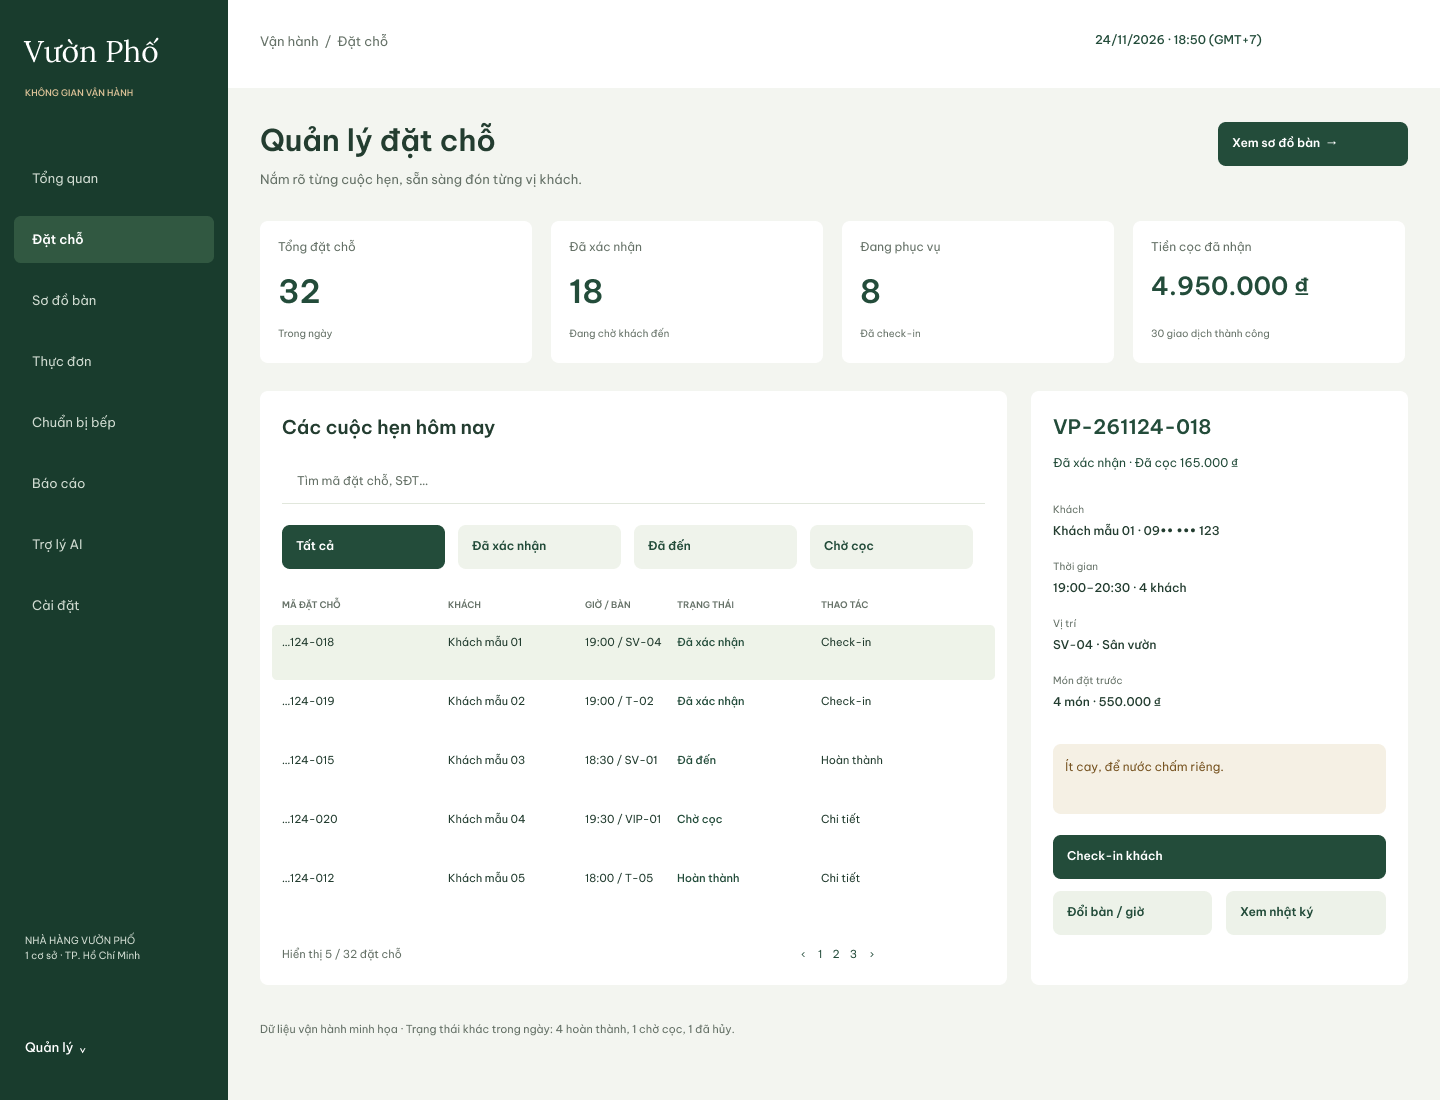 Vườn Phố
KHÔNG GIAN VẬN HÀNH
Tổng quan
Đặt chỗ
Sơ đồ bàn
Thực đơn
Chuẩn bị bếp
Báo cáo
Trợ lý AI
Cài đặt
NHÀ HÀNG VƯỜN PHỐ
1 cơ sở · TP. Hồ Chí Minh
Quản lý v
Vận hành / Đặt chỗ
24/11/2026 · 18:50 (GMT+7)
Quản lý đặt chỗ
Nắm rõ từng cuộc hẹn, sẵn sàng đón từng vị khách.
Xem sơ đồ bàn →
Tổng đặt chỗ
32
Trong ngày
Đã xác nhận
18
Đang chờ khách đến
Đang phục vụ
8
Đã check-in
Tiền cọc đã nhận
4.950.000 ₫
30 giao dịch thành công
Các cuộc hẹn hôm nay
Tìm mã đặt chỗ, SĐT...
Tất cả
Đã xác nhận
Đã đến
Chờ cọc
MÃ ĐẶT CHỖ KHÁCH GIỜ / BÀN TRẠNG THÁI THAO TÁC
...124-018 Khách mẫu 01 19:00 / SV-04 Đã xác nhận Check-in
...124-019 Khách mẫu 02 19:00 / T-02 Đã xác nhận Check-in
...124-015 Khách mẫu 03 18:30 / SV-01 Đã đến Hoàn thành
...124-020 Khách mẫu 04 19:30 / VIP-01 Chờ cọc Chi tiết
...124-012 Khách mẫu 05 18:00 / T-05 Hoàn thành Chi tiết
Hiển thị 5 / 32 đặt chỗ
‹ 1 2 3 ›
VP-261124-018
Đã xác nhận · Đã cọc 165.000 ₫
Khách
Khách mẫu 01 · 09•• ••• 123
Thời gian
19:00–20:30 · 4 khách
Vị trí
SV-04 · Sân vườn
Món đặt trước
4 món · 550.000 ₫
Ít cay, để nước chấm riêng.
Check-in khách
Đổi bàn / giờ
Xem nhật ký
Dữ liệu vận hành minh họa · Trạng thái khác trong ngày: 4 hoàn thành, 1 chờ cọc, 1 đã hủy.